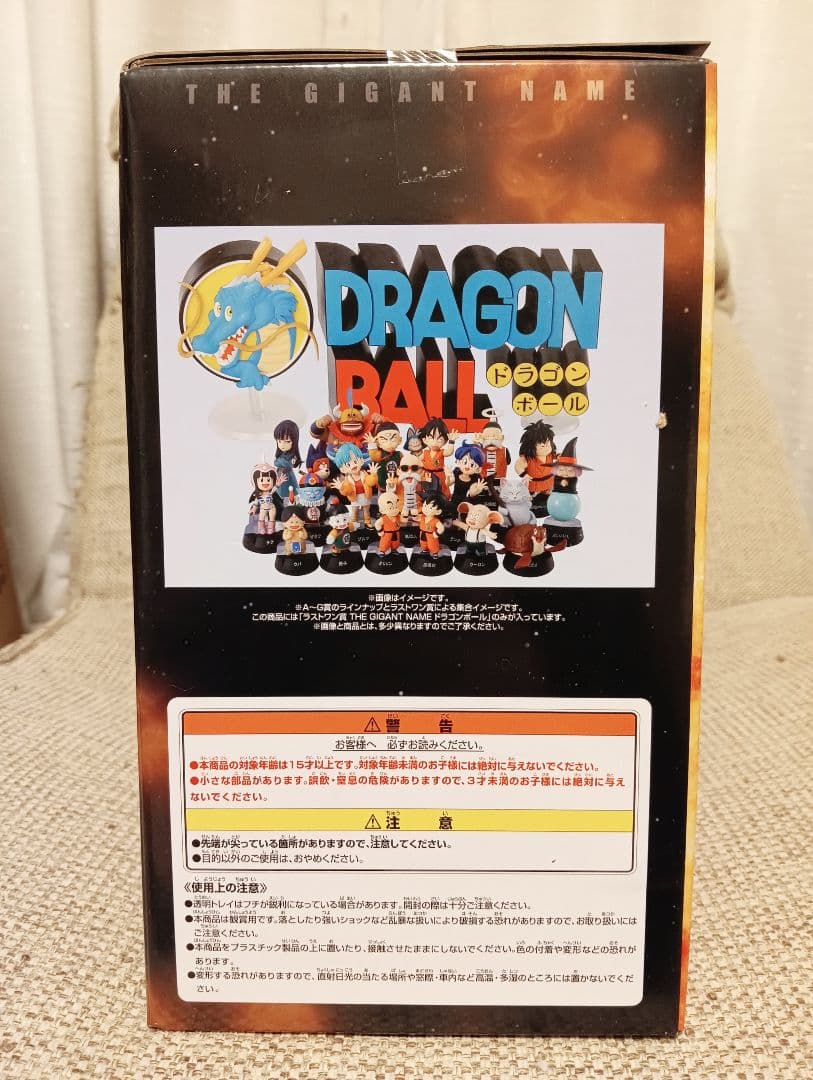 THE GIGANT NAME
DRAGON
BALL
ドラゴン
ボール
※画像はイメージです。
※A〜G賞のラインナップとラストワン賞による集合イメージです。
この商品には「ラストワン賞 THE GIGANT NAME ドラゴンボール」のみが入っています。
※画像と商品とは、多少異なりますのでご了承ください。
⚠警告
お客様へ 必ずお読みください。
●本商品の対象年齢は15才以上です。対象年齢未満のお子様には絶対に与えないでください。
●小さな部品があります。誤飲・窒息の危険がありますので、3才未満のお子様には絶対に与え
ないでください。
⚠注意
●先端が尖っている箇所がありますので、注意してください。
●目的以外のご使用は、おやめください。
《使用上の注意》
●透明トレイはフチが鋭利になっている場合があります。開封の際は十分ご注意ください。
●本商品は観賞用です。落としたり強いショックなど乱暴な扱いにより破損する恐れがありますので、お取り扱いには
ご注意ください。
●本商品をプラスチック製品の上に置いたり、接触させたままにしないでください。色の付着や変形などの恐れが
あります。
●変形する恐れがありますので、直射日光の当たる場所や窓際・車内など高温・多湿のところには置かないでくだ
さい。